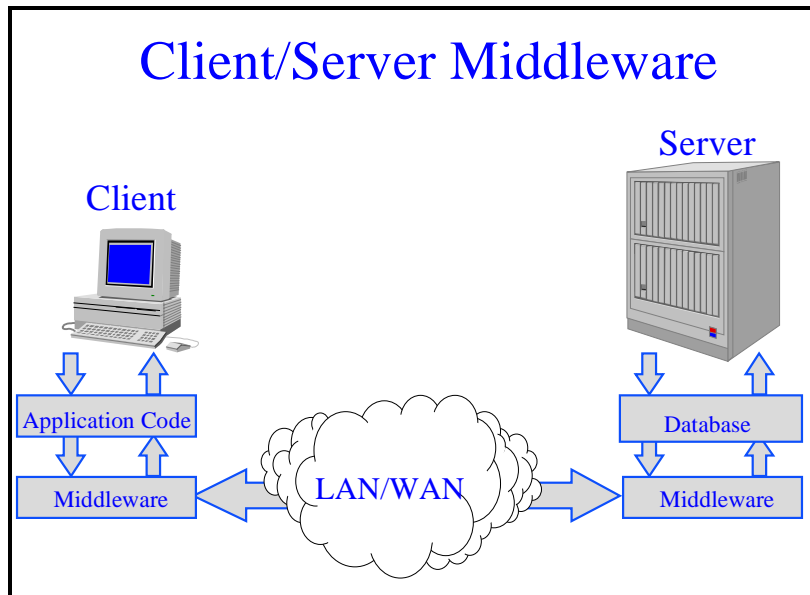 Client/Server Middleware
Server
Client
Application Code
Database
Middleware
LAN/WAN
Middleware